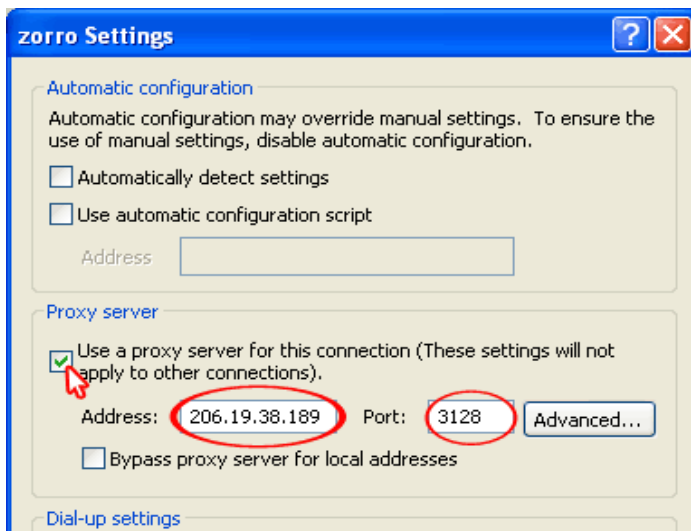 zorro Settings
Automatic configuration
Automatic configuration may override manual settings. To ensure the
use of manual settings, disable automatic configuration.
Automatically detect settings
Use automatic configuration script
Address
Proxy server
Use a proxy server for this connection (These settings will not
apply to other connections).
Address: 206.19.38.189 Port: 3128 Advanced...
Bypass proxy server for local addresses
Dial-up settings